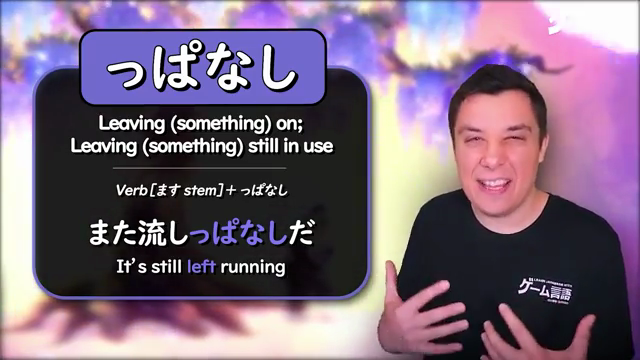 っぱなし
Leaving (something) on;
Leaving (something) still in use
Verb[ます stem]＋っぱなし
また流しっぱなしだ
It's still left running
ゲーム言語